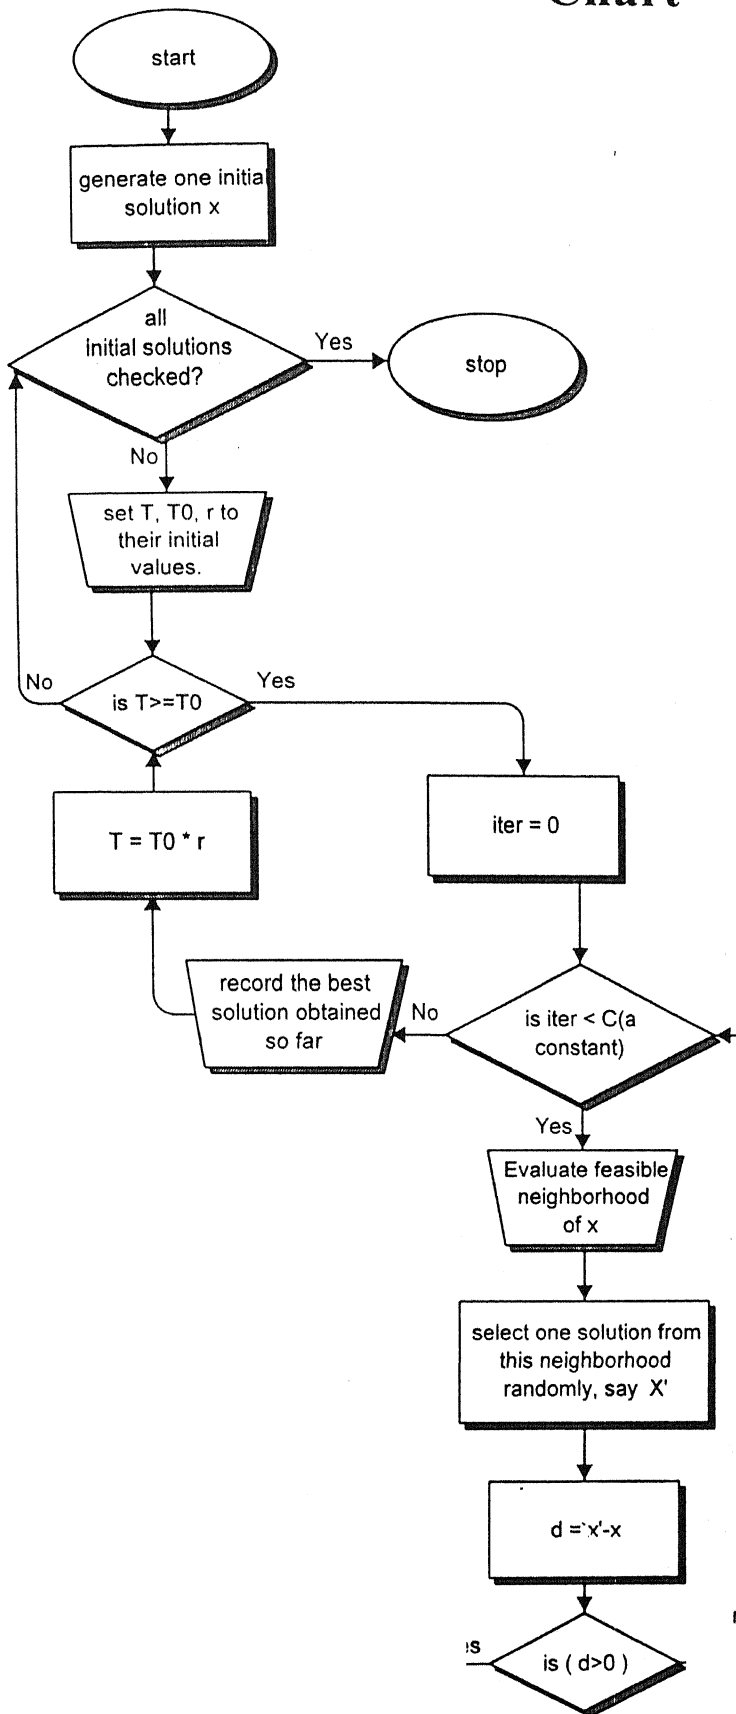 Chart
start
generate one initial
solution x
all
initial solutions
checked?
Yes
stop
No
set T, T0, r to
their initial
values.
No
is T>=T0
Yes
T = T0 * r
iter = 0
record the best
solution obtained
so far
No
is iter < C(a
constant)
Yes
Evaluate feasible
neighborhood
of x
select one solution from
this neighborhood
randomly, say X'
d =x'-x
is ( d>0 )